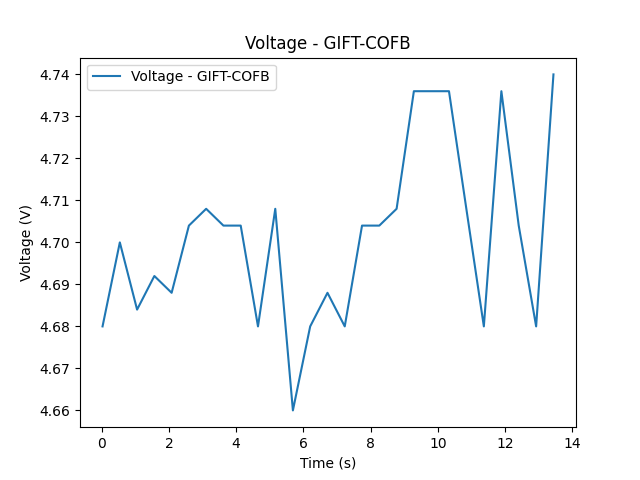 Voltage - GIFT-COFB
Voltage - GIFT-COFB
Voltage (V)
4.74
4.73
4.72
4.71
4.70
4.69
4.68
4.67
4.66
0 2 4 6 8 10 12 14
Time (s)